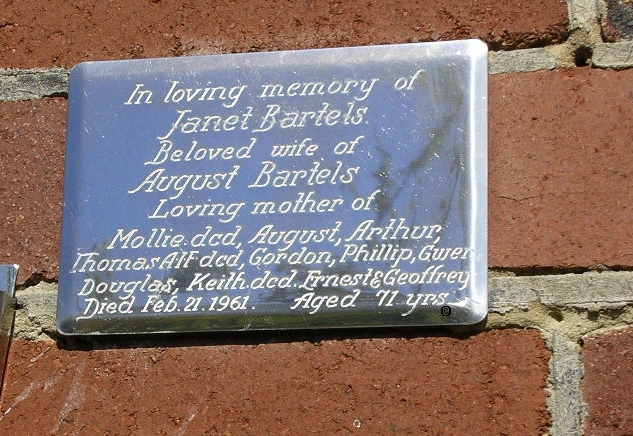 In loving memory of
Janet Bartels
Beloved wife of
August Bartels
Loving mother of
Mollie.dcd, August, Arthur,
Thomas Alf dcd, Gordon, Phillip, Gwen,
Douglas, Keith.dcd. Ernest & Geoffrey
Died Feb. 21. 1961. Aged 71 yrs.